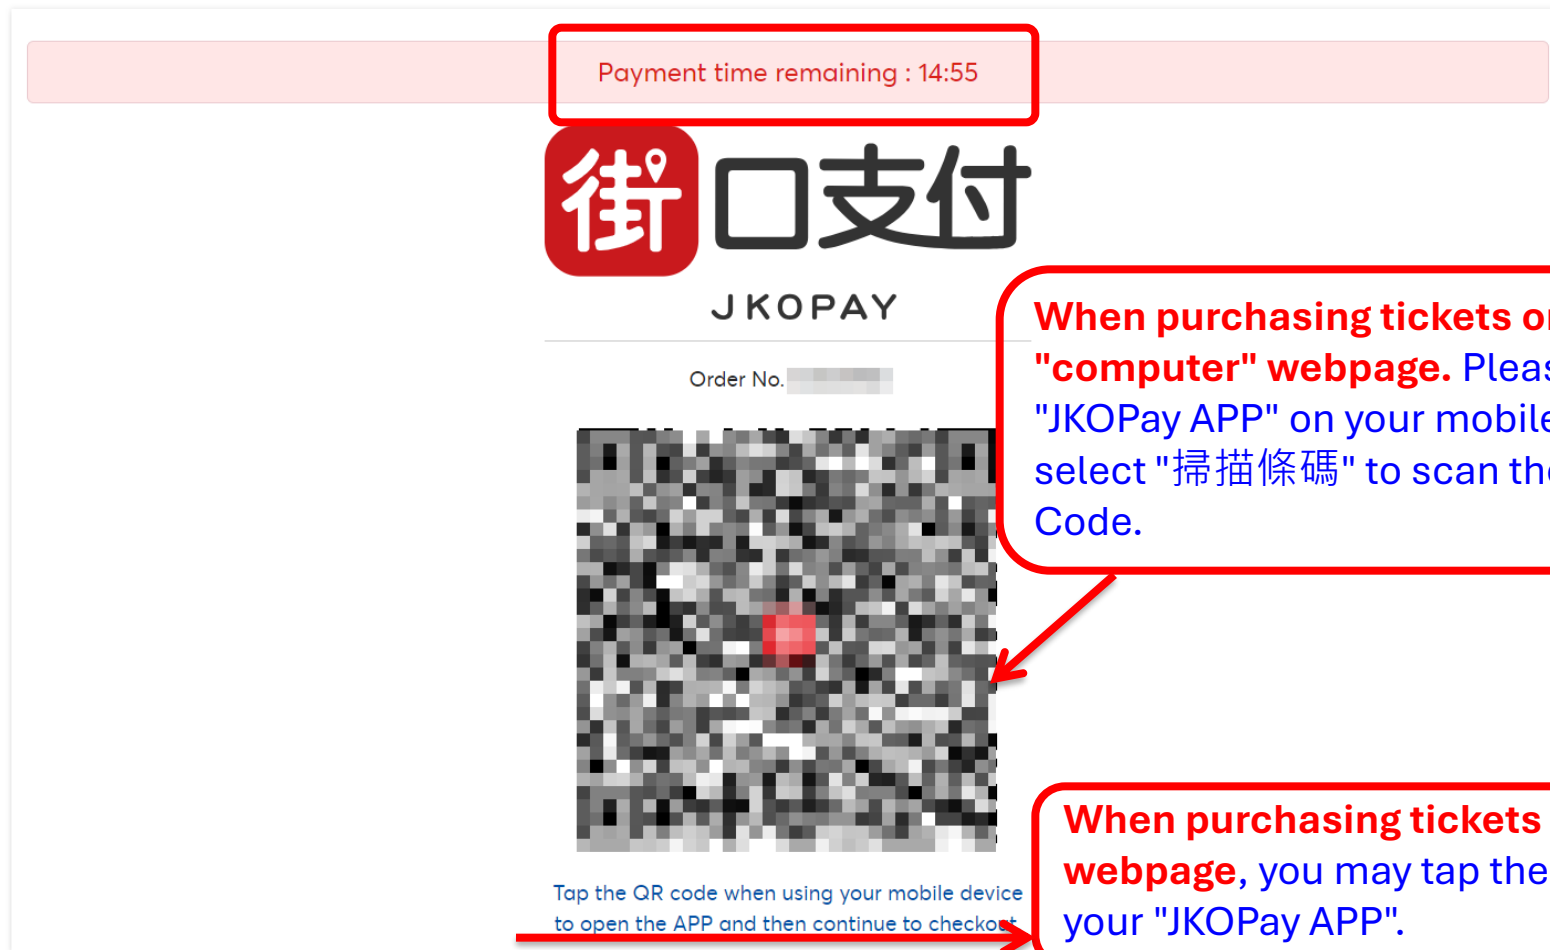 Payment time remaining : 14:55
街口支付
JKOPAY
Order No.
When purchasing tickets
"computer" webpage.
"JKOPay APP" on your mobile
select "掃描條碼" to scan the
Code.
Tap the QR code when using your mobile device
to open the APP and then continue to checkout
When purchasing tickets
webpage, you may tap the
your "JKOPay APP".